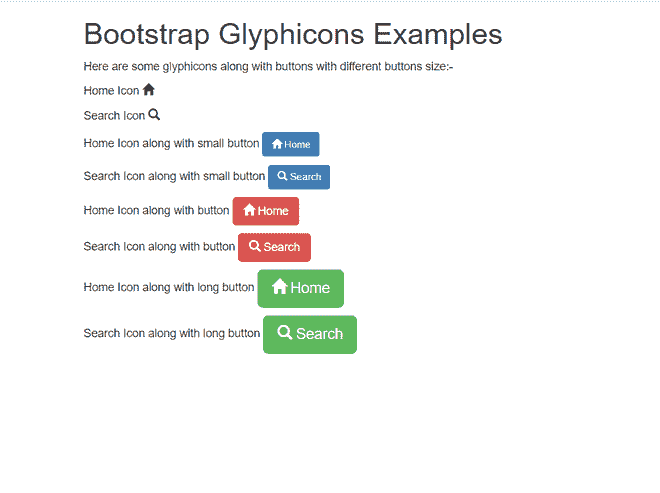 Bootstrap Glyphicons Examples
Here are some glyphicons along with buttons with different buttons size:-
Home Icon
Search Icon
Home Icon along with small button Home
Search Icon along with small button Search
Home Icon along with button Home
Search Icon along with button Search
Home Icon along with long button Home
Search Icon along with long button Search